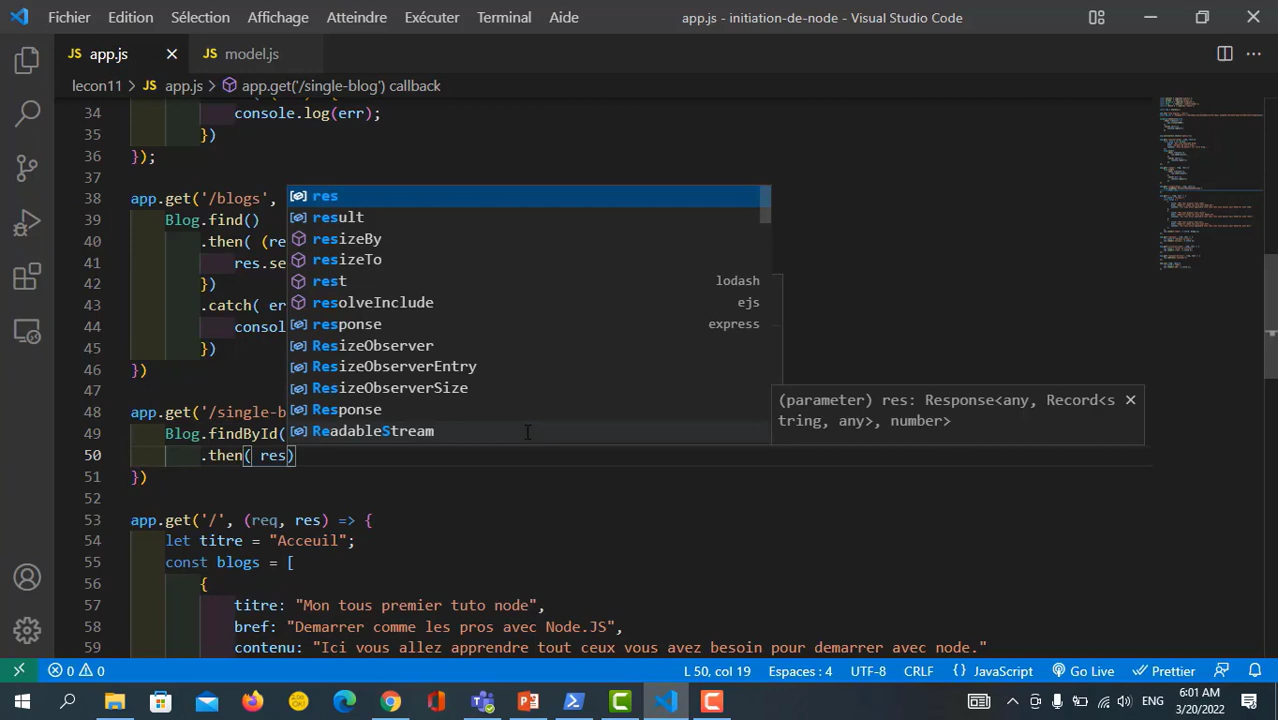 Fichier Edition Sélection Affichage Atteindre Exécuter Terminal Aide app.js - initiation-de-node - Visual Studio Code
JS app.js JS model.js
lecon11 > JS app.js > app.get('/single-blog') callback
34 console.log(err);
35 })
36 });
38 app.get('/blogs',
39 Blog.find()
40 .then( (re
41 res.se
42 })
43 .catch( er
44 consol
45 })
46 })
47
48 app.get('/single-b
49 Blog.findById(
50 .then( res)
51 })
52
53 app.get('/', (req, res) => {
54 let titre = "Acceuil";
55 const blogs = [
56 {
57 titre: "Mon tous premier tuto node",
58 bref: "Demarrer comme les pros avec Node.JS",
59 contenu: "Ici vous allez apprendre tout ceux vous avez besoin pour demarrer avec node."
res
result
resizeBy
resizeTo
rest lodash
resolveInclude ejs
response express
ResizeObserver
ResizeObserverEntry
ResizeObserverSize
Response
ReadableStream
(parameter) res: Response<any, Record<s
tring, any>, number>
0 0 L 50, col 19 Espaces : 4 UTF-8 CRLF {} JavaScript Go Live Prettier
ENG 6:01 AM
3/20/2022